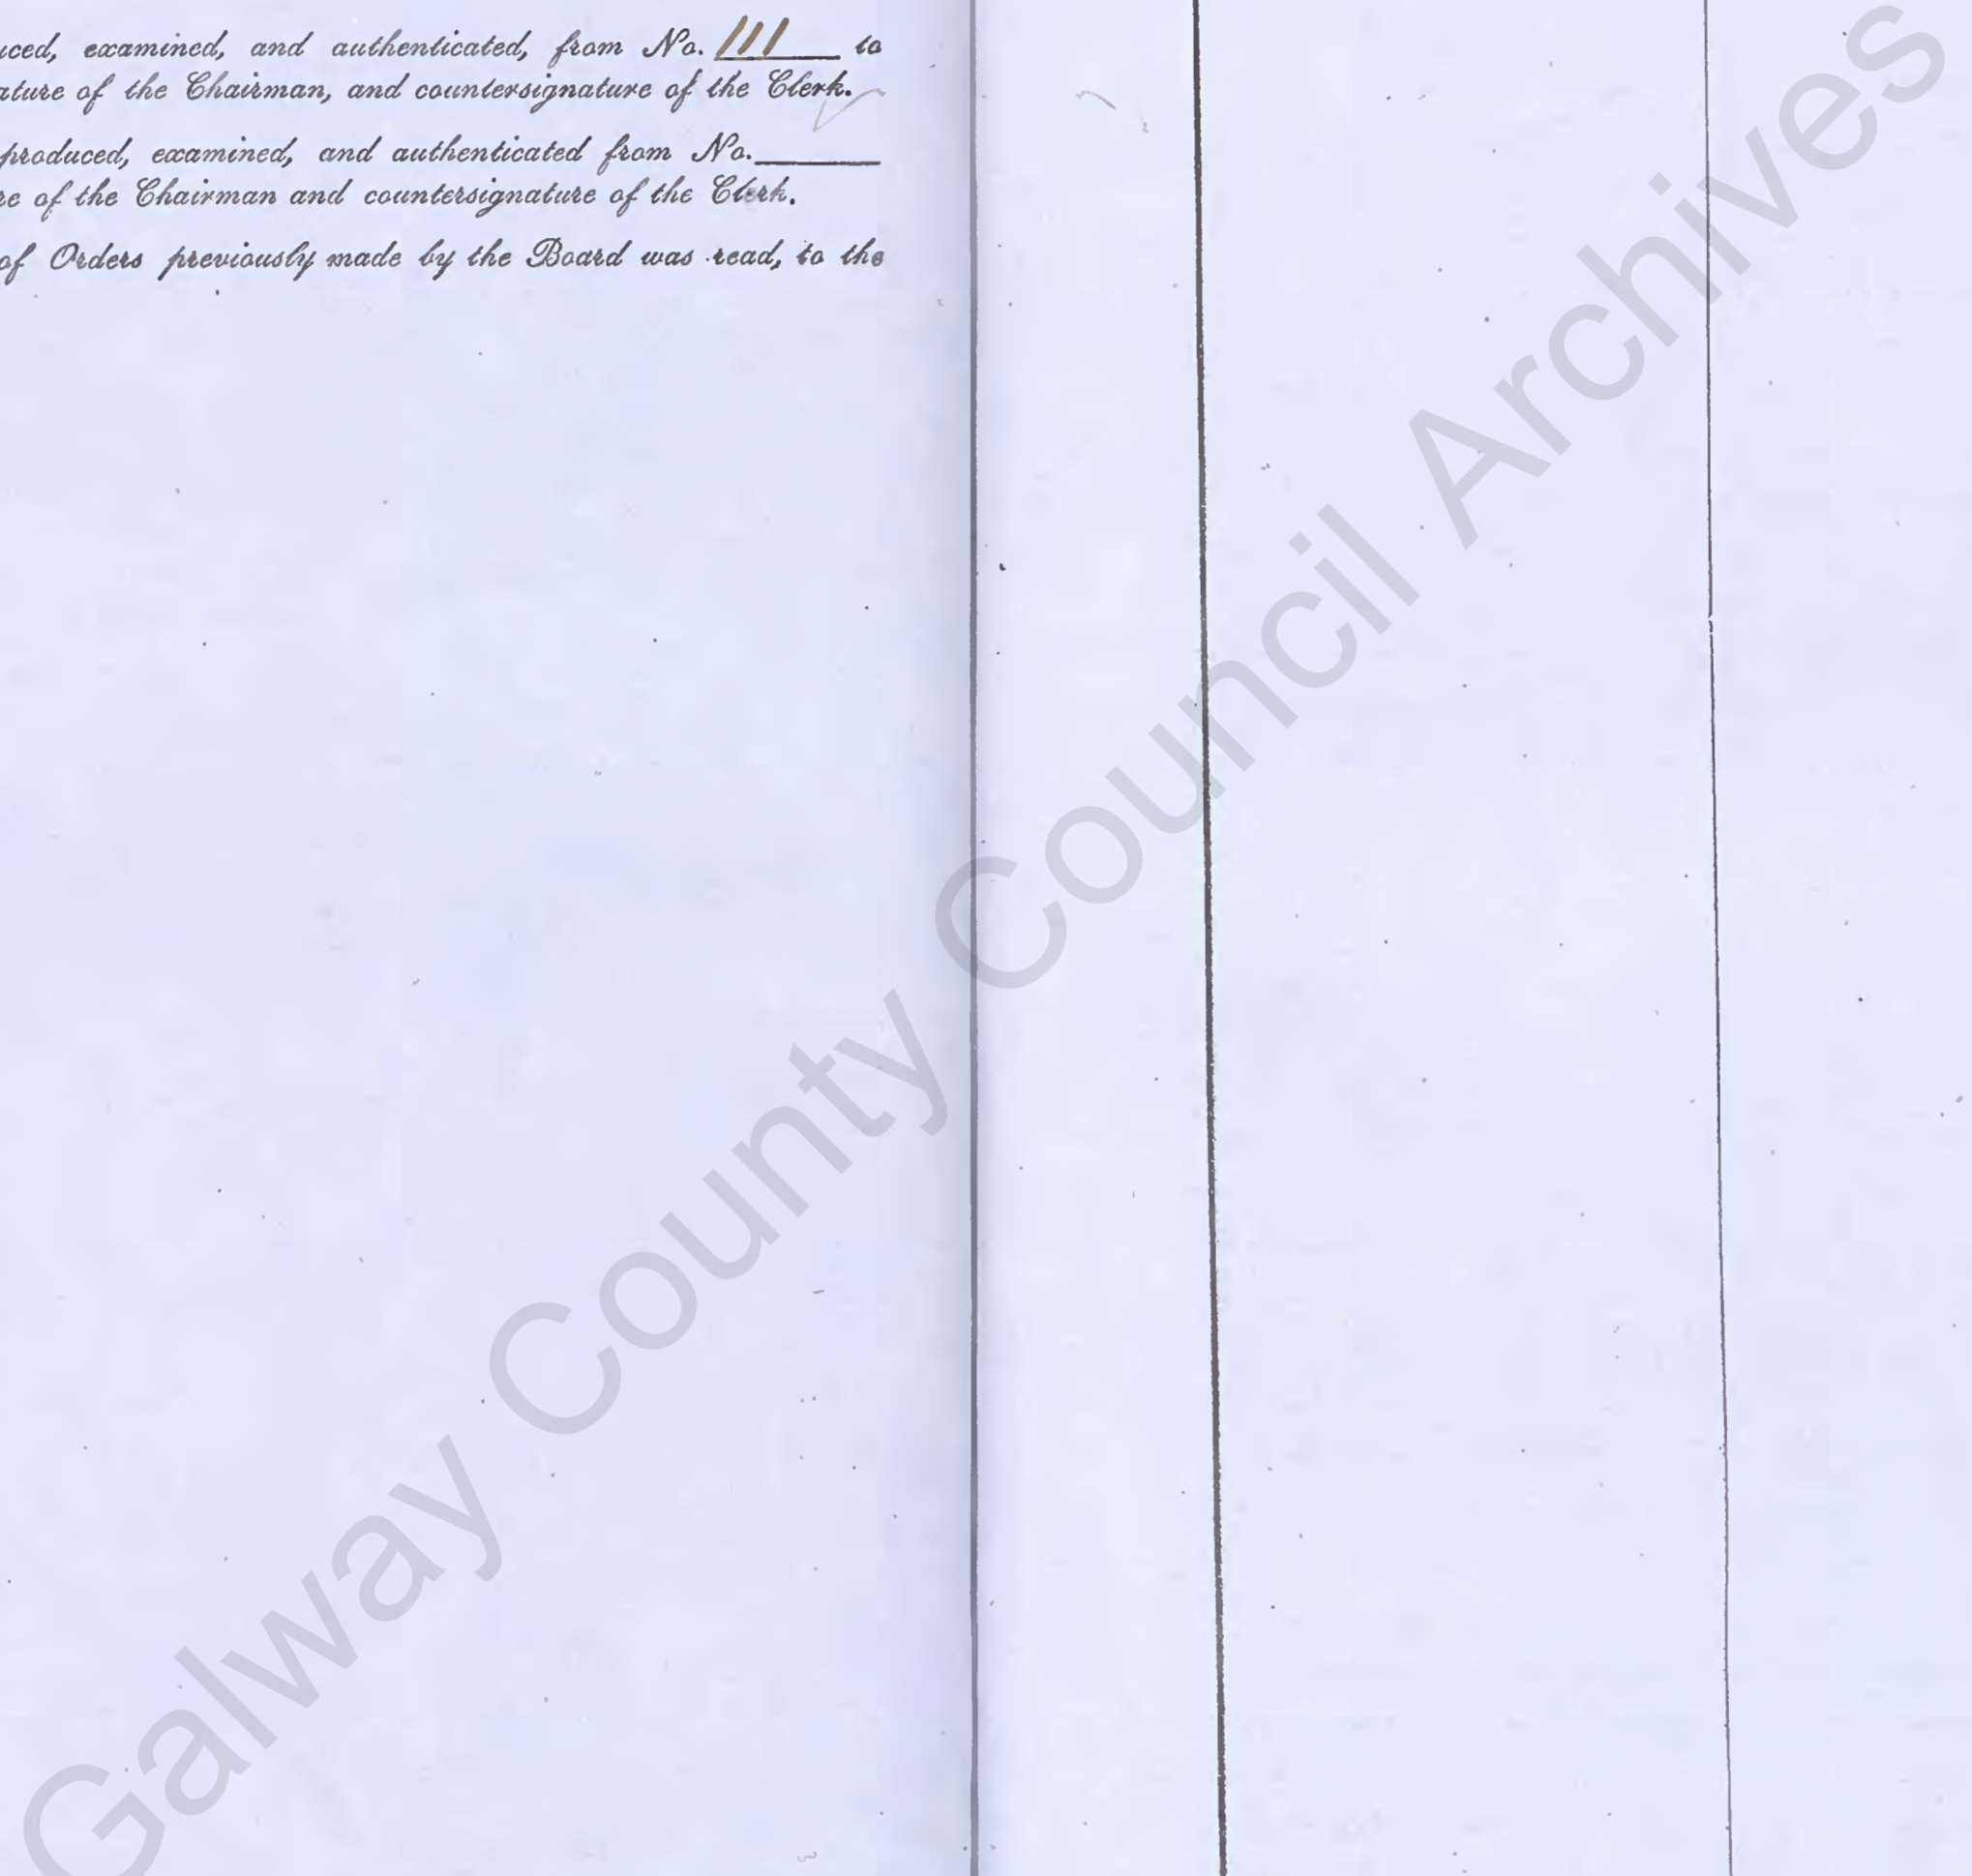 uced, examined, and authenticated, from No. 111 to
ature of the Chairman, and countersignature of the Clerk.
produced, examined, and authenticated from No.
re of the Chairman and countersignature of the Clerk.
of Orders previously made by the Board was read, to the
Galway County Council Archives